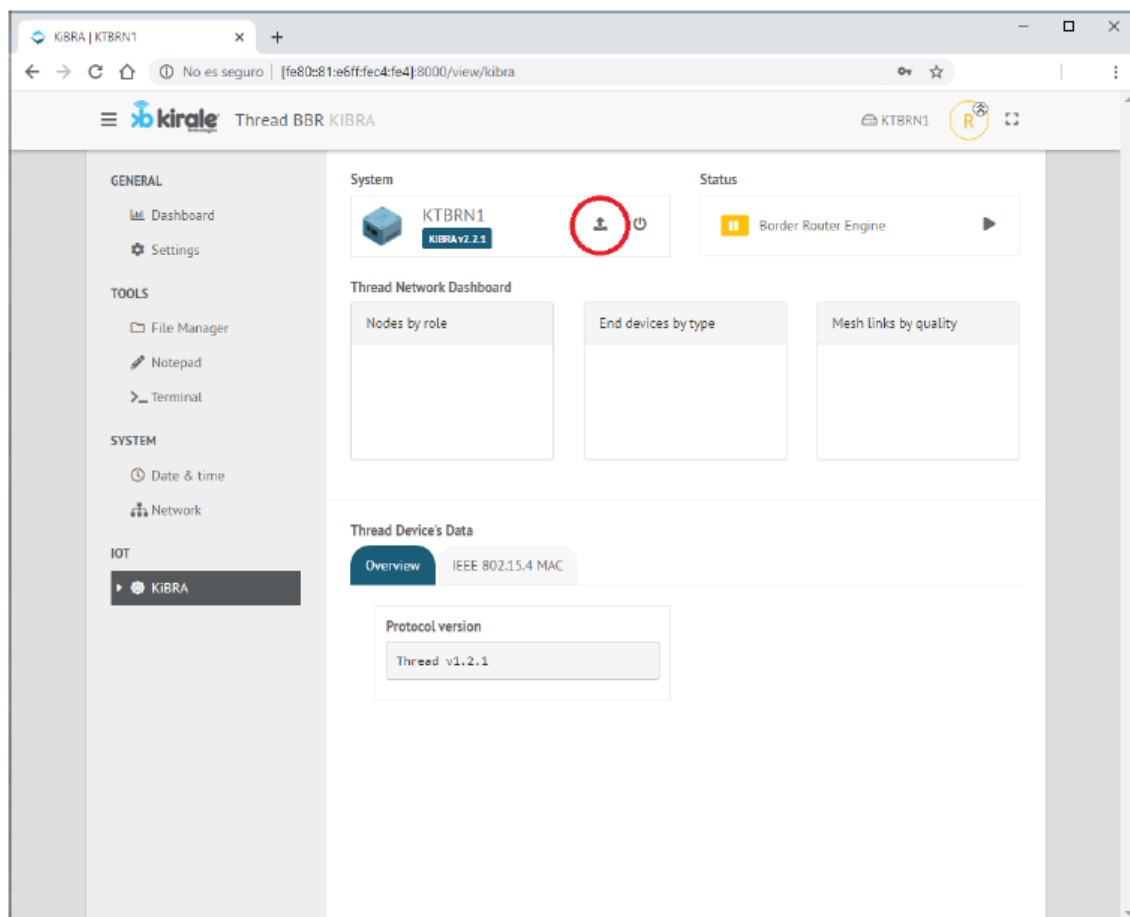 KiBRA | KTBRN1
No es seguro | [fe80::81:e6ff:fec4:fe4]:8000/view/kibra
kb kirale technologies Thread BBR KiBRA
KTBRN1 R
GENERAL
Dashboard
Settings
TOOLS
File Manager
Notepad
Terminal
SYSTEM
Date & time
Network
IOT
KiBRA
System
KTBRN1
KiBRA v2.2.1
Status
Border Router Engine
Thread Network Dashboard
Nodes by role
End devices by type
Mesh links by quality
Thread Device's Data
Overview
IEEE 802.15.4 MAC
Protocol version
Thread v1.2.1